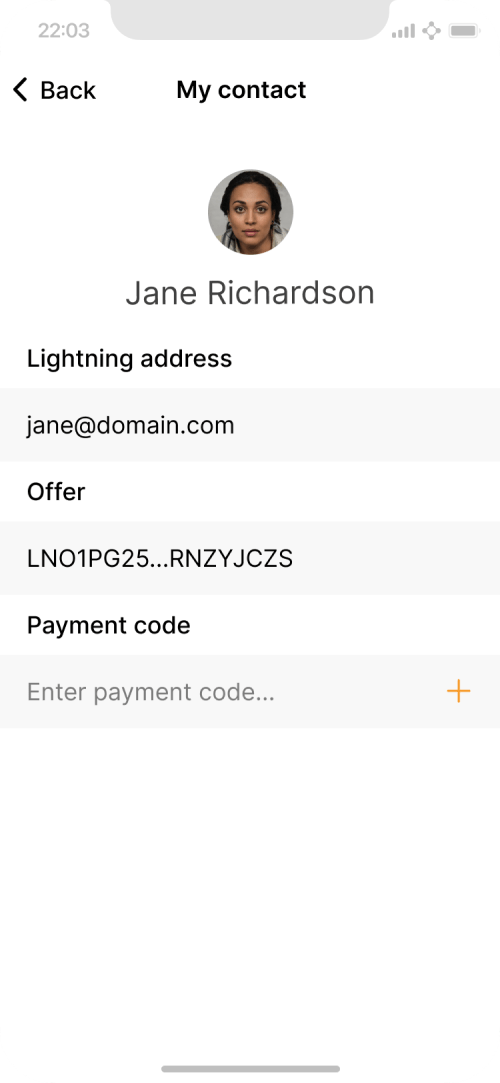 22:03
Back
My contact
Jane Richardson
Lightning address
jane@domain.com
Offer
LNO1PG25...RNZYJCZS
Payment code
Enter payment code...